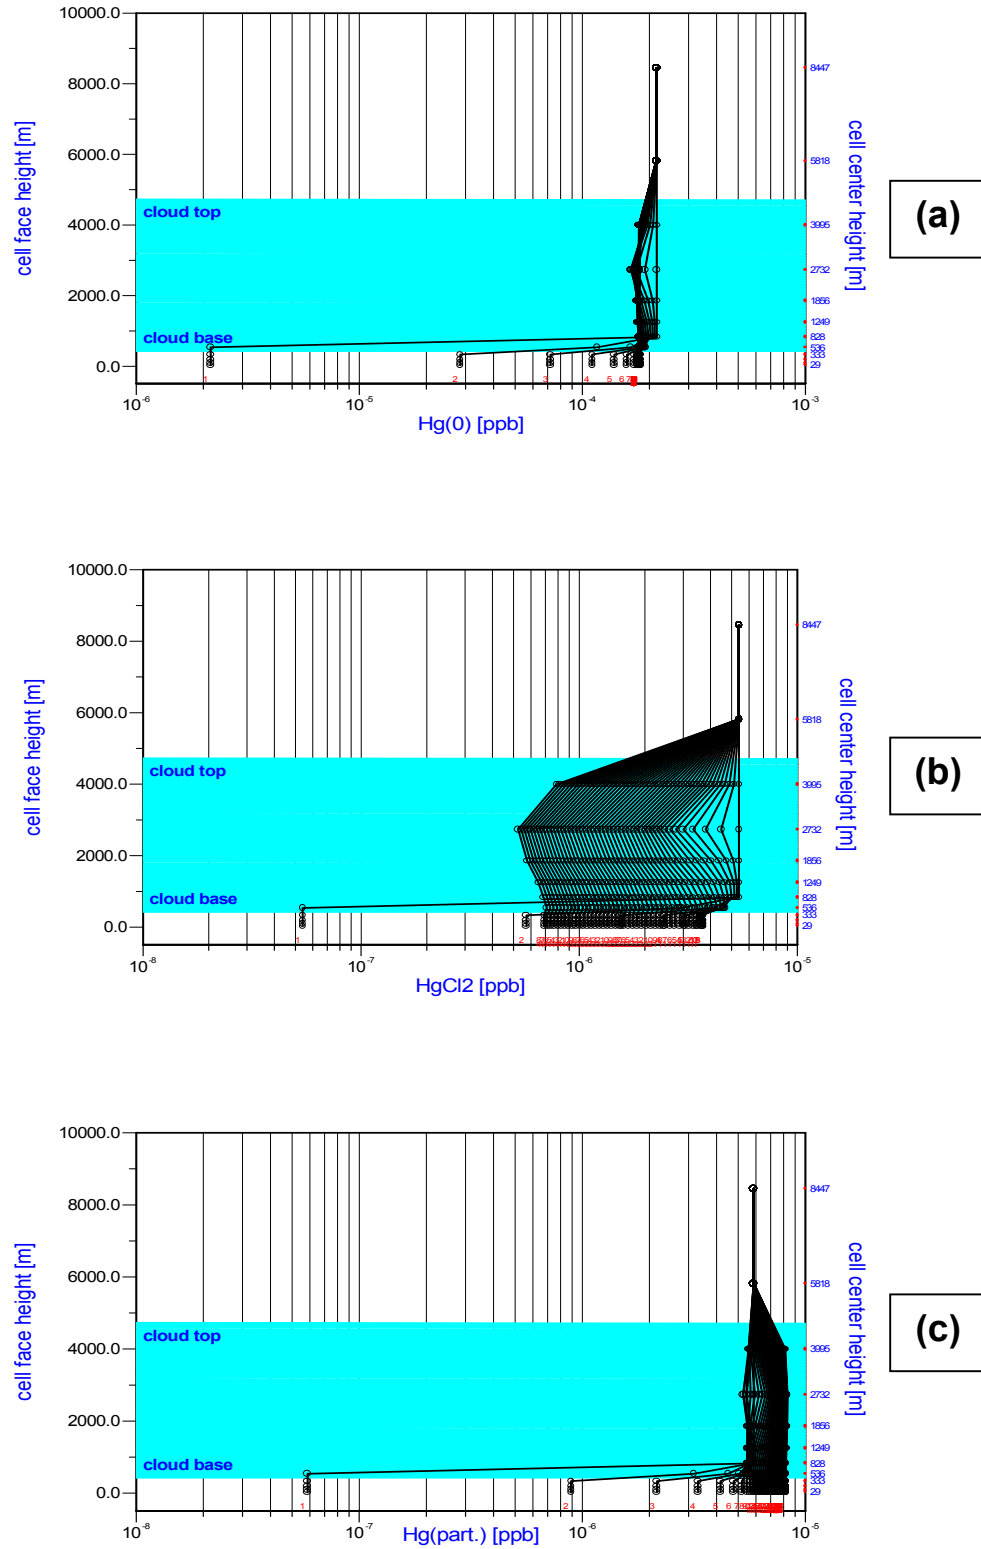 10000.0
8000.0
6000.0
4000.0
2000.0
0.0
cell face height [m]
cloud top
cloud base
8447
5818
3995
2732
1856
1249
828
536
333
29
cell center height [m]
(a)
1 2 3 4 5 6
10-6 10-5 10-4 10-3
Hg(0) [ppb]
10000.0
8000.0
6000.0
4000.0
2000.0
0.0
cell face height [m]
cloud top
cloud base
8447
5818
3995
2732
1856
1249
828
536
333
29
cell center height [m]
(b)
1 2
10-8 10-7 10-6 10-5
HgCl2 [ppb]
10000.0
8000.0
6000.0
4000.0
2000.0
0.0
cell face height [m]
cloud top
cloud base
8447
5818
3995
2732
1856
1249
828
536
333
29
cell center height [m]
(c)
1 2 3 4 5 6 7
10-8 10-7 10-6 10-5
Hg(part.) [ppb]